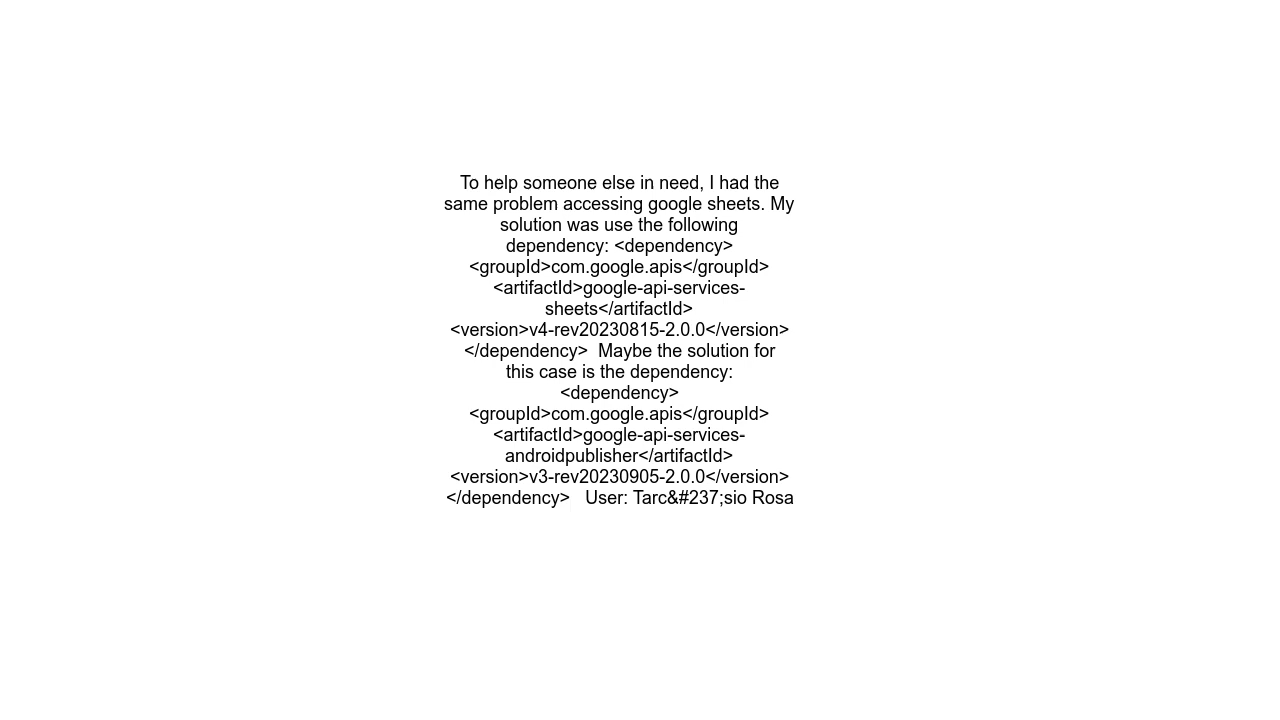 To help someone else in need, I had the
same problem accessing google sheets. My
solution was use the following
dependency: <dependency>
<groupId>com.google.apis</groupId>
<artifactId>google-api-services-
sheets</artifactId>
<version>v4-rev20230815-2.0.0</version>
</dependency>  Maybe the solution for
this case is the dependency:
<dependency>
<groupId>com.google.apis</groupId>
<artifactId>google-api-services-
androidpublisher</artifactId>
<version>v3-rev20230905-2.0.0</version>
</dependency>   User: Tarc&#237;sio Rosa